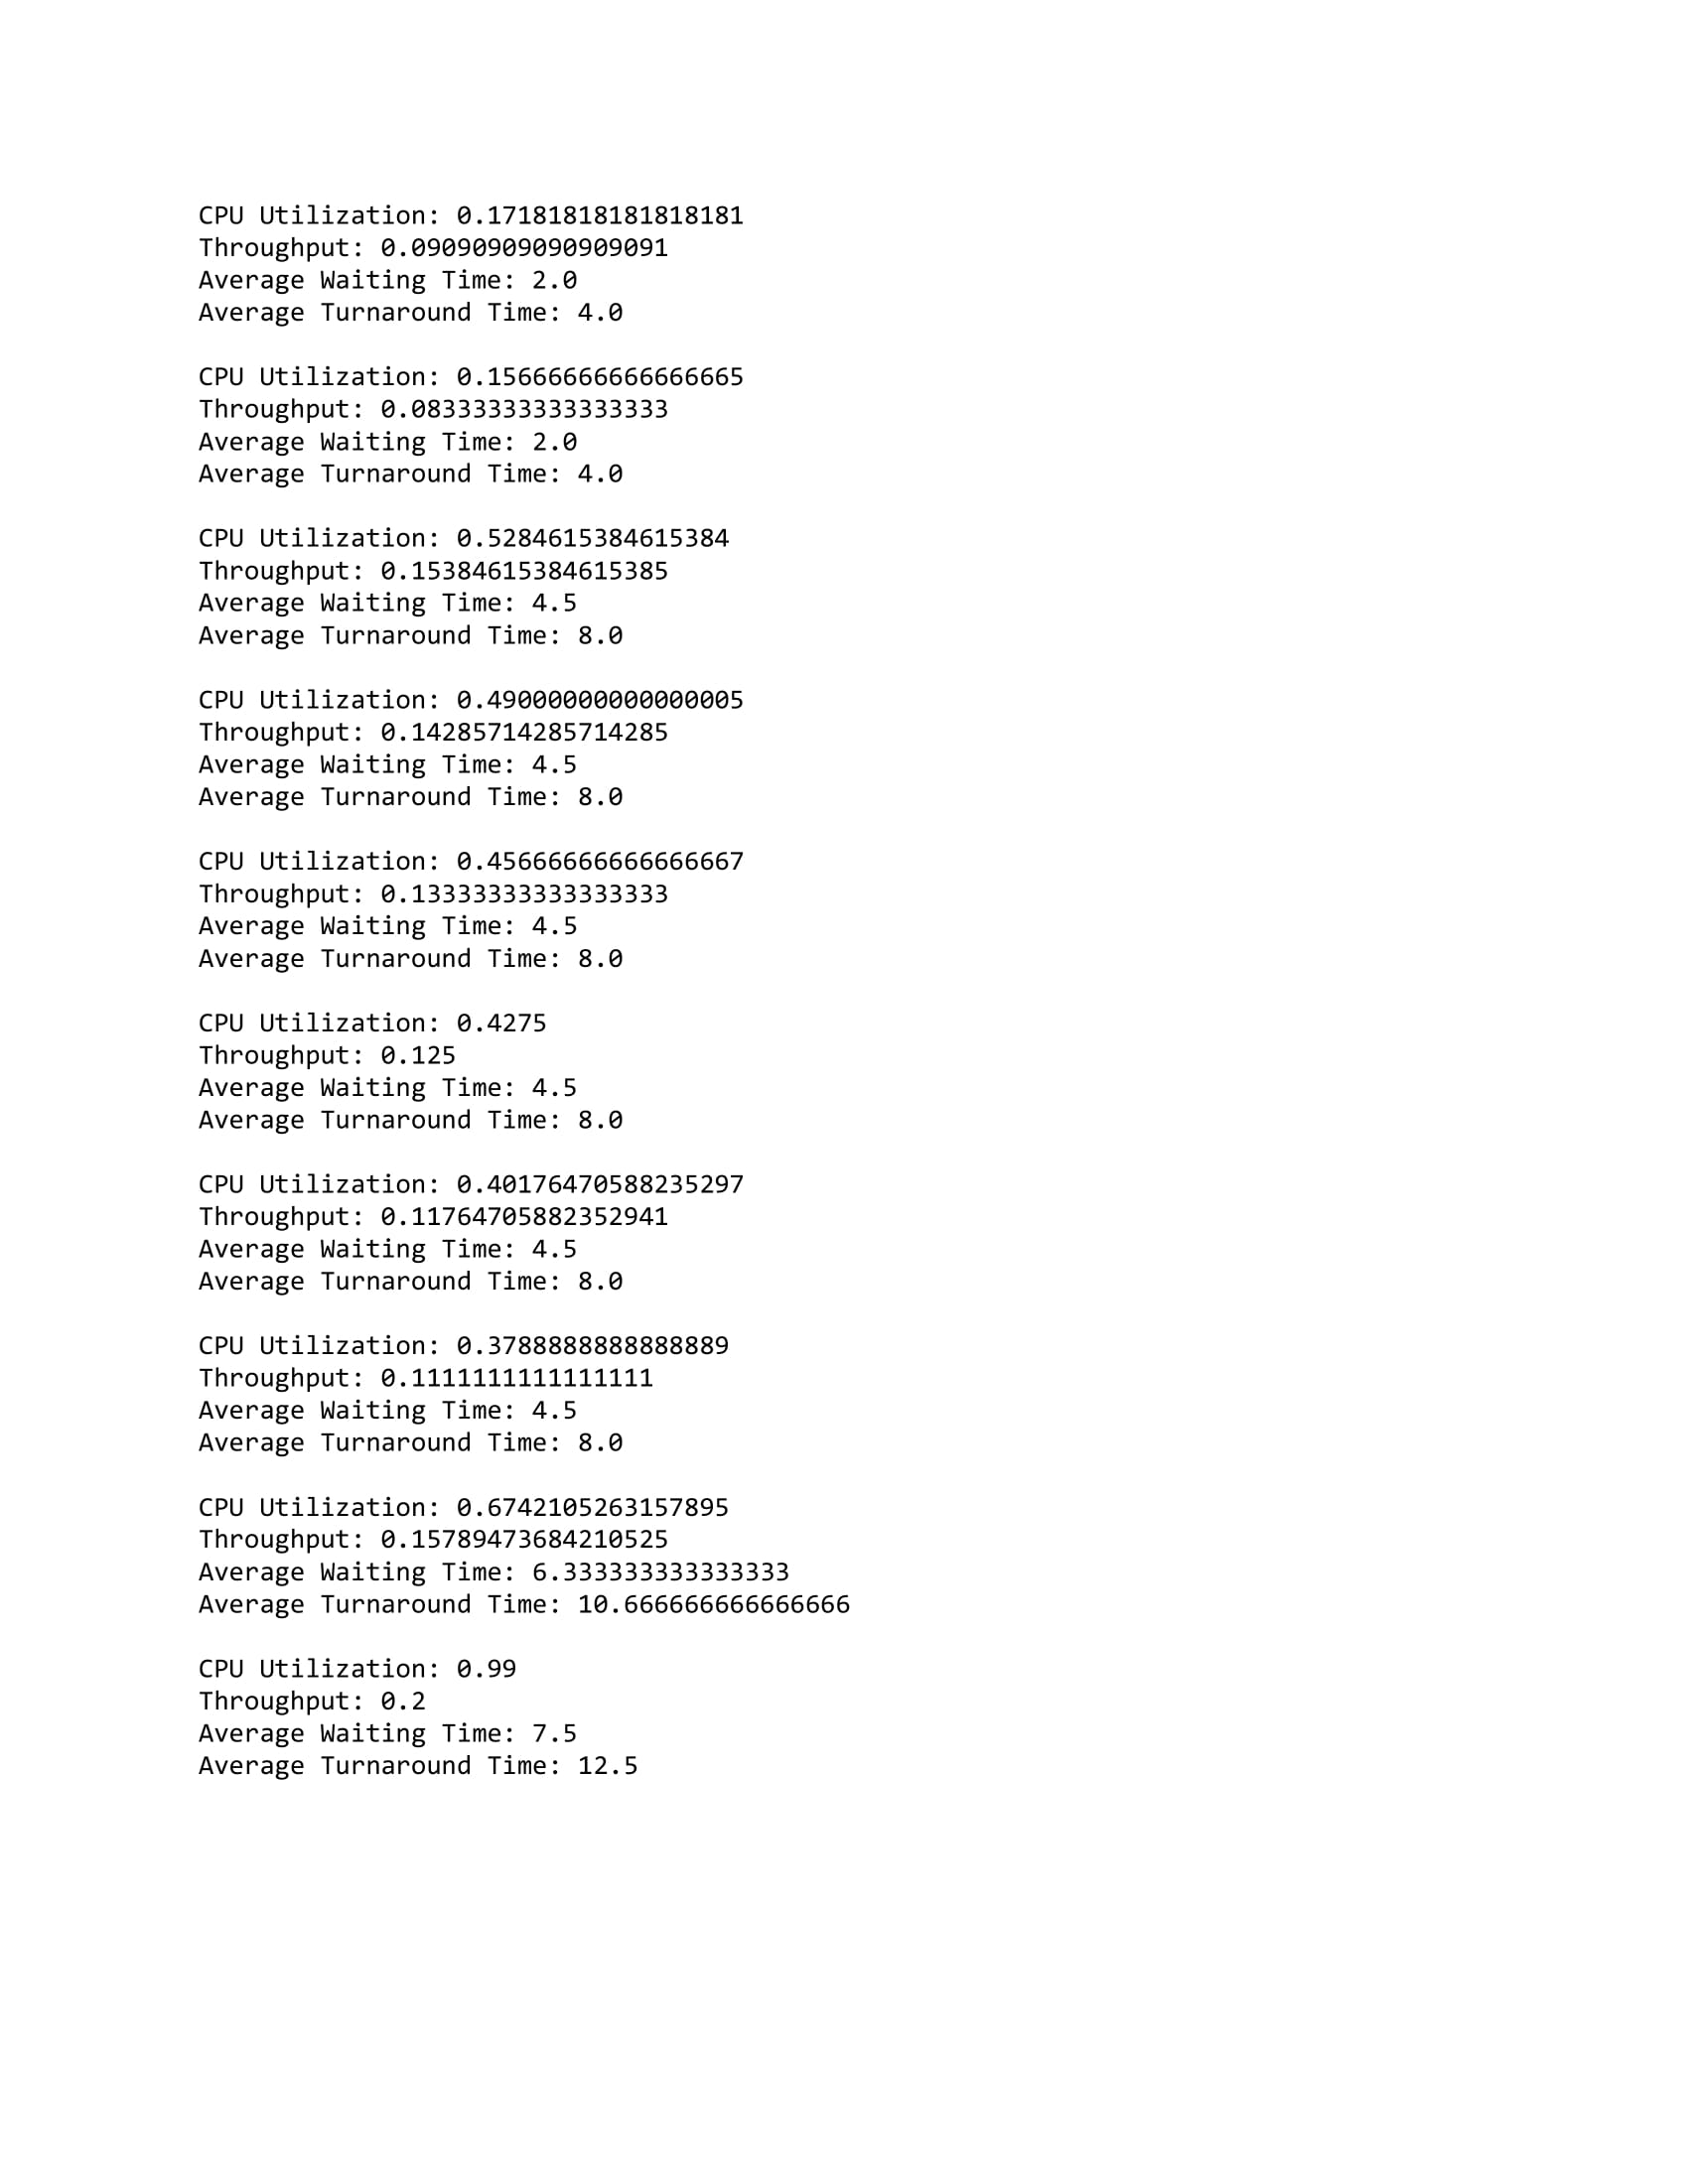 CPU Utilization: 0.17181818181818181
Throughput: 0.09090909090909091
Average Waiting Time: 2.0
Average Turnaround Time: 4.0
CPU Utilization: 0.15666666666666665
Throughput: 0.08333333333333333
Average Waiting Time: 2.0
Average Turnaround Time: 4.0
CPU Utilization: 0.5284615384615384
Throughput: 0.15384615384615385
Average Waiting Time: 4.5
Average Turnaround Time: 8.0
CPU Utilization: 0.49000000000000005
Throughput: 0.14285714285714285
Average Waiting Time: 4.5
Average Turnaround Time: 8.0
CPU Utilization: 0.45666666666666667
Throughput: 0.13333333333333333
Average Waiting Time: 4.5
Average Turnaround Time: 8.0
CPU Utilization: 0.4275
Throughput: 0.125
Average Waiting Time: 4.5
Average Turnaround Time: 8.0
CPU Utilization: 0.40176470588235297
Throughput: 0.11764705882352941
Average Waiting Time: 4.5
Average Turnaround Time: 8.0
CPU Utilization: 0.3788888888888889
Throughput: 0.1111111111111111
Average Waiting Time: 4.5
Average Turnaround Time: 8.0
CPU Utilization: 0.6742105263157895
Throughput: 0.15789473684210525
Average Waiting Time: 6.333333333333333
Average Turnaround Time: 10.666666666666666
CPU Utilization: 0.99
Throughput: 0.2
Average Waiting Time: 7.5
Average Turnaround Time: 12.5